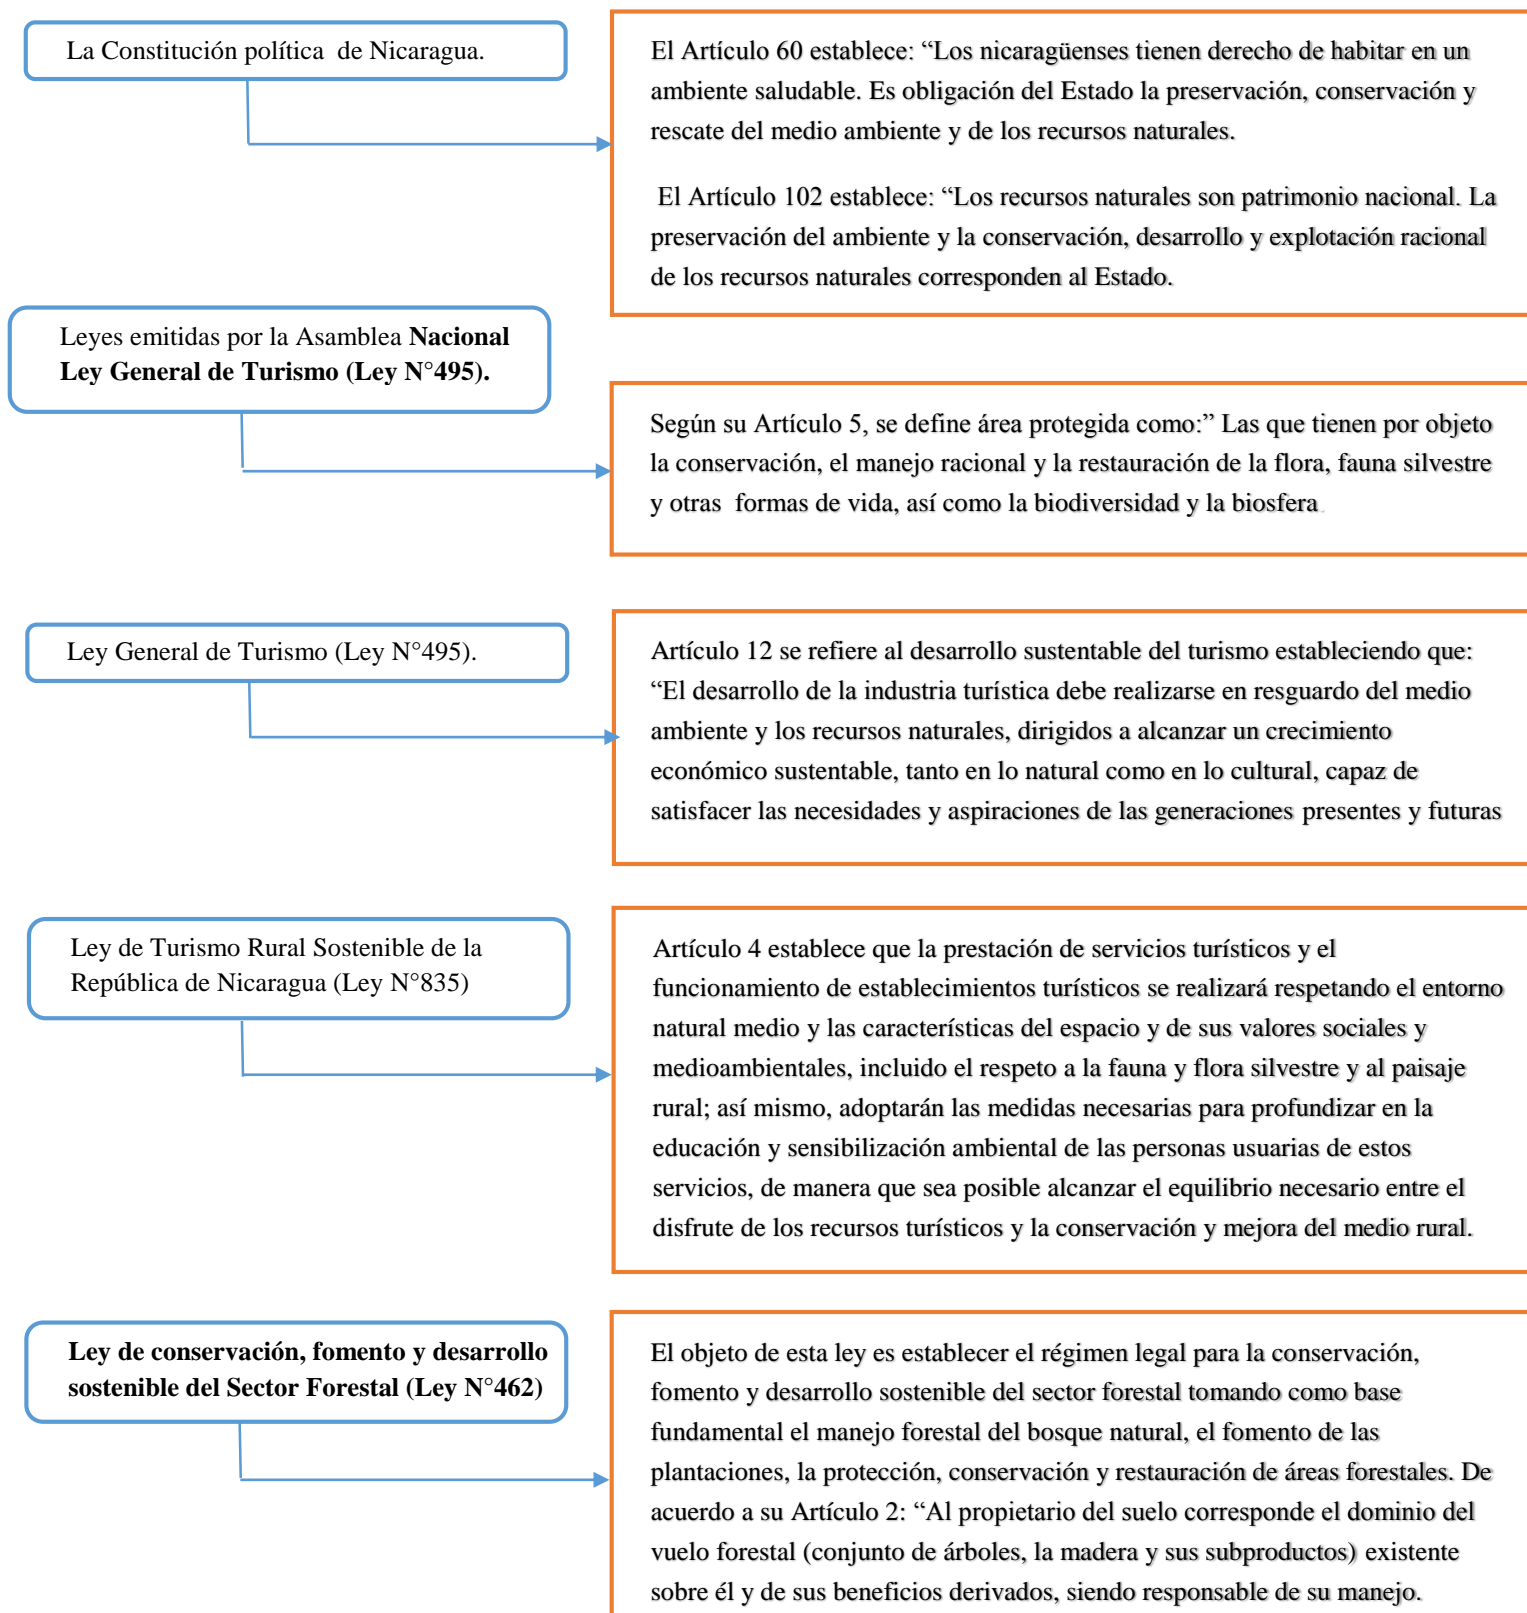 La Constitución política  de Nicaragua.
El Artículo 60 establece: “Los nicaragüenses tienen derecho de habitar en un
ambiente saludable. Es obligación del Estado la preservación, conservación y
rescate del medio ambiente y de los recursos naturales.
El Artículo 102 establece: “Los recursos naturales son patrimonio nacional. La
preservación del ambiente y la conservación, desarrollo y explotación racional
de los recursos naturales corresponden al Estado.
Leyes emitidas por la Asamblea Nacional
Ley General de Turismo (Ley N°495).
Según su Artículo 5, se define área protegida como:” Las que tienen por objeto
la conservación, el manejo racional y la restauración de la flora, fauna silvestre
y otras  formas de vida, así como la biodiversidad y la biosfera.
Ley General de Turismo (Ley N°495).
Artículo 12 se refiere al desarrollo sustentable del turismo estableciendo que:
“El desarrollo de la industria turística debe realizarse en resguardo del medio
ambiente y los recursos naturales, dirigidos a alcanzar un crecimiento
económico sustentable, tanto en lo natural como en lo cultural, capaz de
satisfacer las necesidades y aspiraciones de las generaciones presentes y futuras
Ley de Turismo Rural Sostenible de la
República de Nicaragua (Ley N°835)
Artículo 4 establece que la prestación de servicios turísticos y el
funcionamiento de establecimientos turísticos se realizará respetando el entorno
natural medio y las características del espacio y de sus valores sociales y
medioambientales, incluido el respeto a la fauna y flora silvestre y al paisaje
rural; así mismo, adoptarán las medidas necesarias para profundizar en la
educación y sensibilización ambiental de las personas usuarias de estos
servicios, de manera que sea posible alcanzar el equilibrio necesario entre el
disfrute de los recursos turísticos y la conservación y mejora del medio rural.
Ley de conservación, fomento y desarrollo
sostenible del Sector Forestal (Ley N°462)
El objeto de esta ley es establecer el régimen legal para la conservación,
fomento y desarrollo sostenible del sector forestal tomando como base
fundamental el manejo forestal del bosque natural, el fomento de las
plantaciones, la protección, conservación y restauración de áreas forestales. De
acuerdo a su Artículo 2: “Al propietario del suelo corresponde el dominio del
vuelo forestal (conjunto de árboles, la madera y sus subproductos) existente
sobre él y de sus beneficios derivados, siendo responsable de su manejo.